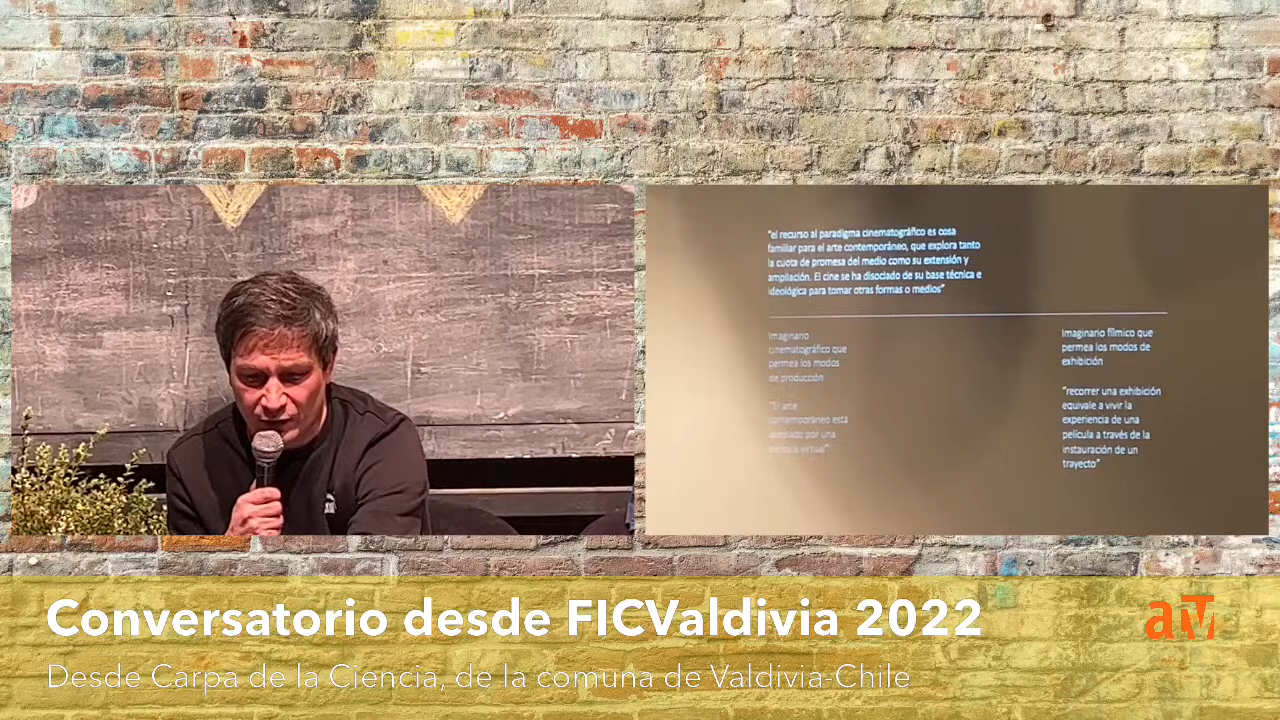 "el recurso al paradigma cinematográfico es cosa
familiar para el arte contemporáneo, que explora tanto
la cuota de promesa del medio como su extensión y
ampliación. El cine se ha disociado de su base técnica e
ideológica para tomar otras formas o medios"
Imaginario
cinematográfico que
permea los modos
de producción
"El arte
contemporáneo está
asediado por una
película virtual"
Imaginario fílmico que
permea los modos de
exhibición
"recorrer una exhibición
equivale a vivir la
experiencia de una
película a través de la
instauración de un
trayecto"
Conversatorio desde FICValdivia 2022
Desde Carpa de la Ciencia, de la comuna de Valdivia-Chile
aTV